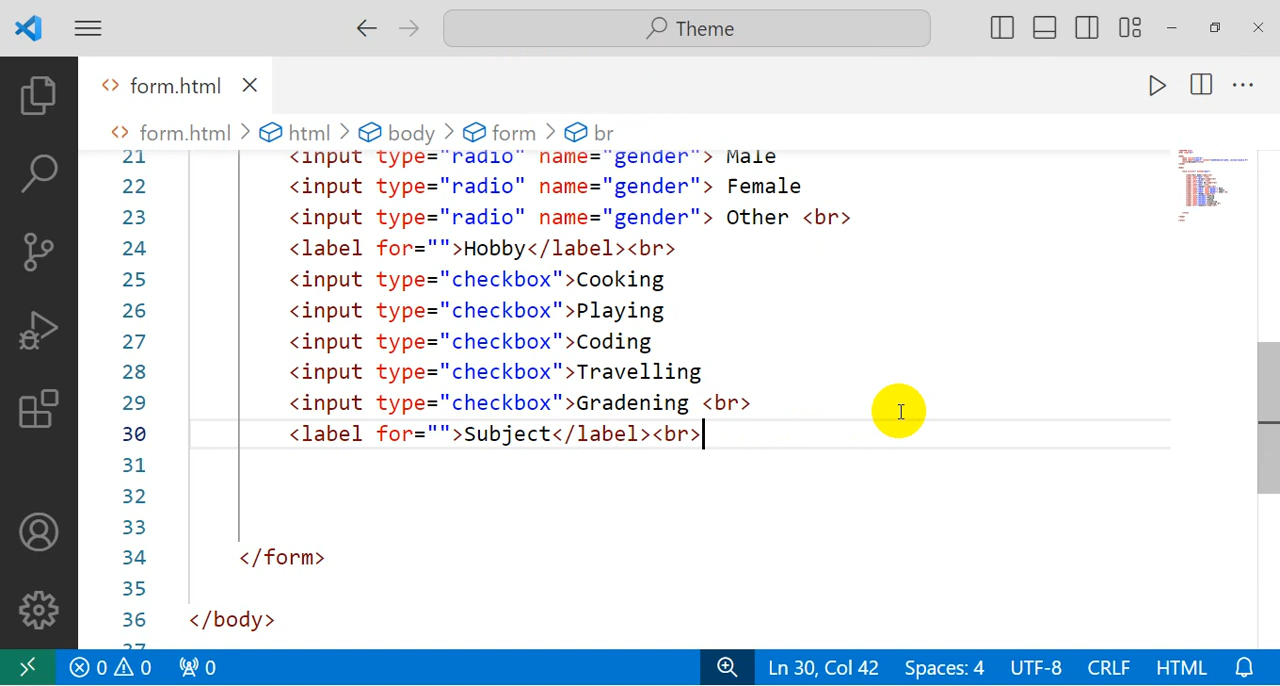 Theme
form.html
form.html > html > body > form > br
21 <input type="radio" name="gender"> Male
22 <input type="radio" name="gender"> Female
23 <input type="radio" name="gender"> Other <br>
24 <label for="">Hobby</label><br>
25 <input type="checkbox">Cooking
26 <input type="checkbox">Playing
27 <input type="checkbox">Coding
28 <input type="checkbox">Travelling
29 <input type="checkbox">Gradening <br>
30 <label for="">Subject</label><br>
31
32
33
34 </form>
35
36 </body>
37
0 0 0 Ln 30, Col 42 Spaces: 4 UTF-8 CRLF HTML